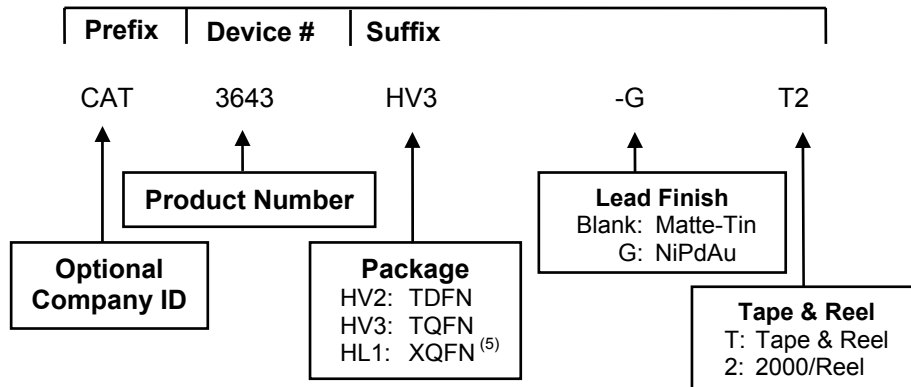 Prefix Device # Suffix
CAT 3643 HV3 -G T2
Product Number
Optional
Company ID
Package
HV2: TDFN
HV3: TQFN
HL1: XQFN (5)
Lead Finish
Blank: Matte-Tin
G: NiPdAu
Tape & Reel
T: Tape & Reel
2: 2000/Reel